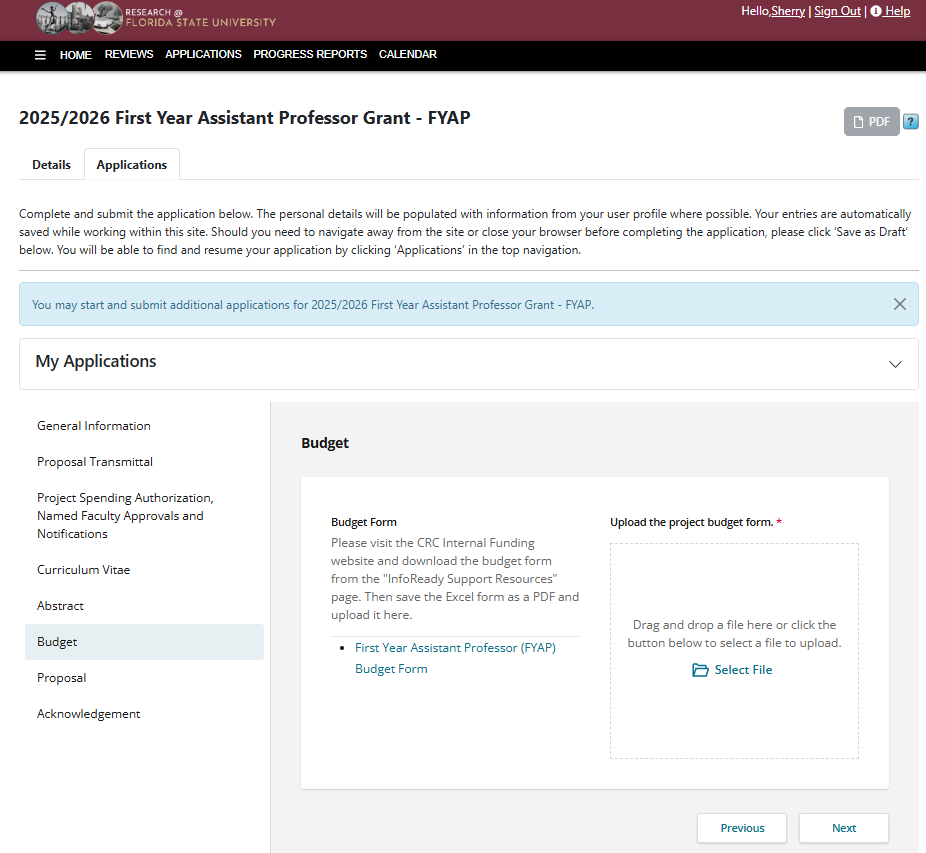 RESEARCH @
FLORIDA STATE UNIVERSITY
Hello,Sherry | Sign Out | Help
HOME REVIEWS APPLICATIONS PROGRESS REPORTS CALENDAR
2025/2026 First Year Assistant Professor Grant - FYAP
PDF ?
Details Applications
Complete and submit the application below. The personal details will be populated with information from your user profile where possible. Your entries are automatically
saved while working within this site. Should you need to navigate away from the site or close your browser before completing the application, please click 'Save as Draft'
below. You will be able to find and resume your application by clicking 'Applications' in the top navigation.
You may start and submit additional applications for 2025/2026 First Year Assistant Professor Grant - FYAP.
My Applications
General Information
Proposal Transmittal
Project Spending Authorization,
Named Faculty Approvals and
Notifications
Curriculum Vitae
Abstract
Budget
Proposal
Acknowledgement
Budget
Budget Form
Please visit the CRC Internal Funding
website and download the budget form
from the "InfoReady Support Resources"
page. Then save the Excel form as a PDF and
upload it here.
• First Year Assistant Professor (FYAP)
Budget Form
Upload the project budget form. *
Drag and drop a file here or click the
button below to select a file to upload.
Select File
Previous Next